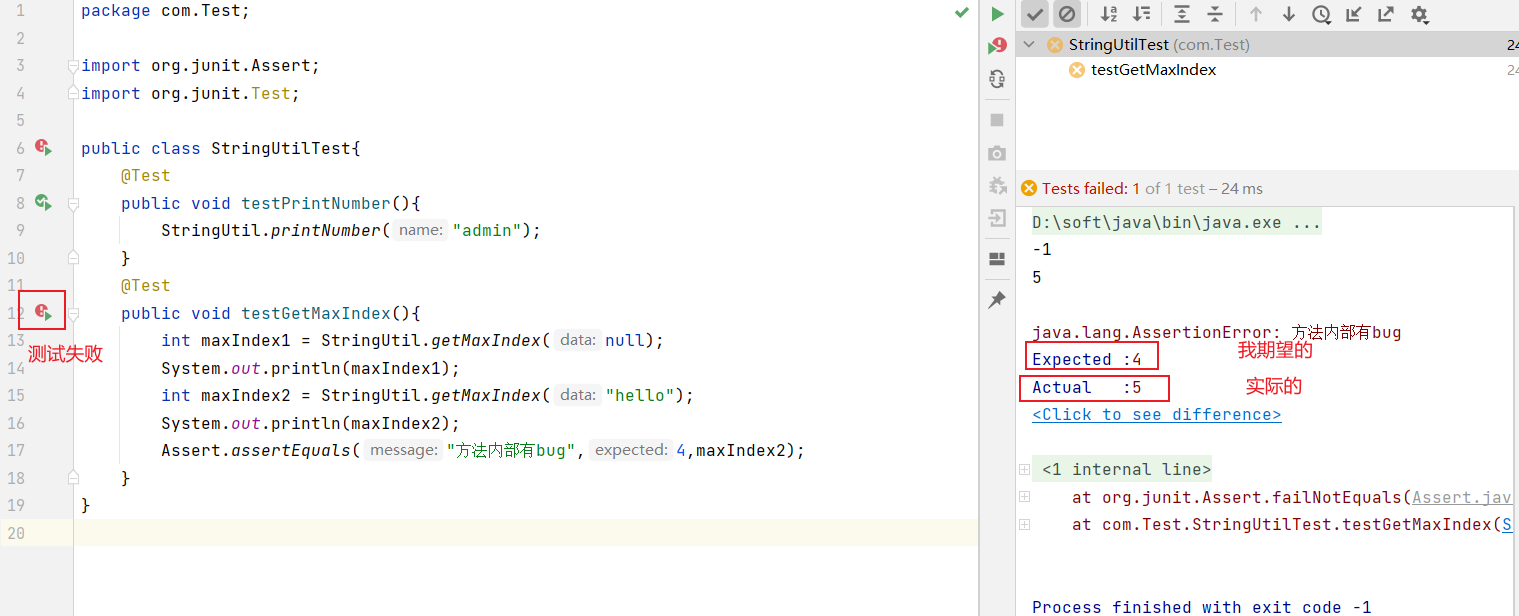 1 package com.Test;
2
3 import org.junit.Assert;
4 import org.junit.Test;
5
6 public class StringUtilTest{
7 @Test
8 public void testPrintNumber(){
9 StringUtil.printNumber( name: "admin");
10 }
11 @Test
12 public void testGetMaxIndex(){
13 int maxIndex1 = StringUtil.getMaxIndex( data: null);
测试失败
14 System.out.println(maxIndex1);
15 int maxIndex2 = StringUtil.getMaxIndex( data: "hello");
16 System.out.println(maxIndex2);
17 Assert.assertEquals( message: "方法内部有bug", expected: 4,maxIndex2);
18 }
19 }
20
StringUtilTest (com.Test) 24
testGetMaxIndex 24
Tests failed: 1 of 1 test – 24 ms
D:\soft\java\bin\java.exe ...
-1
5
java.lang.AssertionError: 方法内部有bug
Expected :4 我期望的
Actual :5 实际的
<Click to see difference>
<1 internal line>
at org.junit.Assert.failNotEquals(Assert.jav
at com.Test.StringUtilTest.testGetMaxIndex(S
Process finished with exit code -1